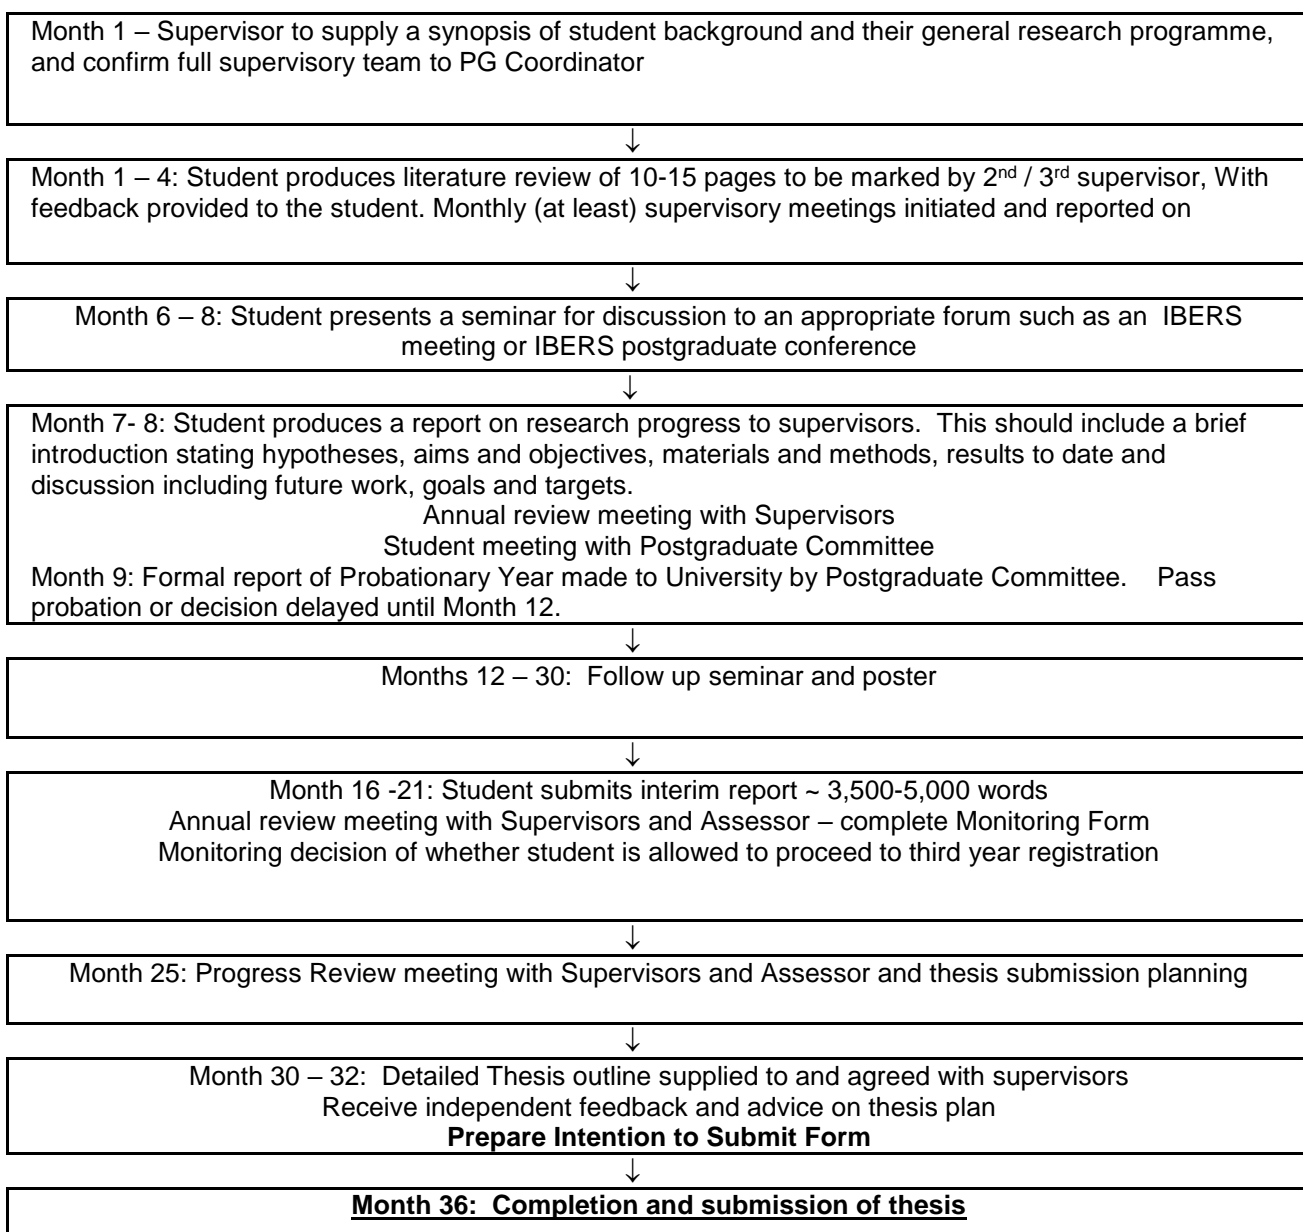 Month 1 – Supervisor to supply a synopsis of student background and their general research programme,
and confirm full supervisory team to PG Coordinator
↓
Month 1 – 4: Student produces literature review of 10-15 pages to be marked by 2nd / 3rd supervisor, With
feedback provided to the student. Monthly (at least) supervisory meetings initiated and reported on
↓
Month 6 – 8: Student presents a seminar for discussion to an appropriate forum such as an  IBERS
meeting or IBERS postgraduate conference
↓
Month 7- 8: Student produces a report on research progress to supervisors.  This should include a brief
introduction stating hypotheses, aims and objectives, materials and methods, results to date and
discussion including future work, goals and targets.
Annual review meeting with Supervisors
Student meeting with Postgraduate Committee
Month 9: Formal report of Probationary Year made to University by Postgraduate Committee.    Pass
probation or decision delayed until Month 12.
↓
Months 12 – 30:  Follow up seminar and poster
↓
Month 16 -21: Student submits interim report ~ 3,500-5,000 words
Annual review meeting with Supervisors and Assessor – complete Monitoring Form
Monitoring decision of whether student is allowed to proceed to third year registration
↓
Month 25: Progress Review meeting with Supervisors and Assessor and thesis submission planning
↓
Month 30 – 32:  Detailed Thesis outline supplied to and agreed with supervisors
Receive independent feedback and advice on thesis plan
Prepare Intention to Submit Form
↓
Month 36:  Completion and submission of thesis